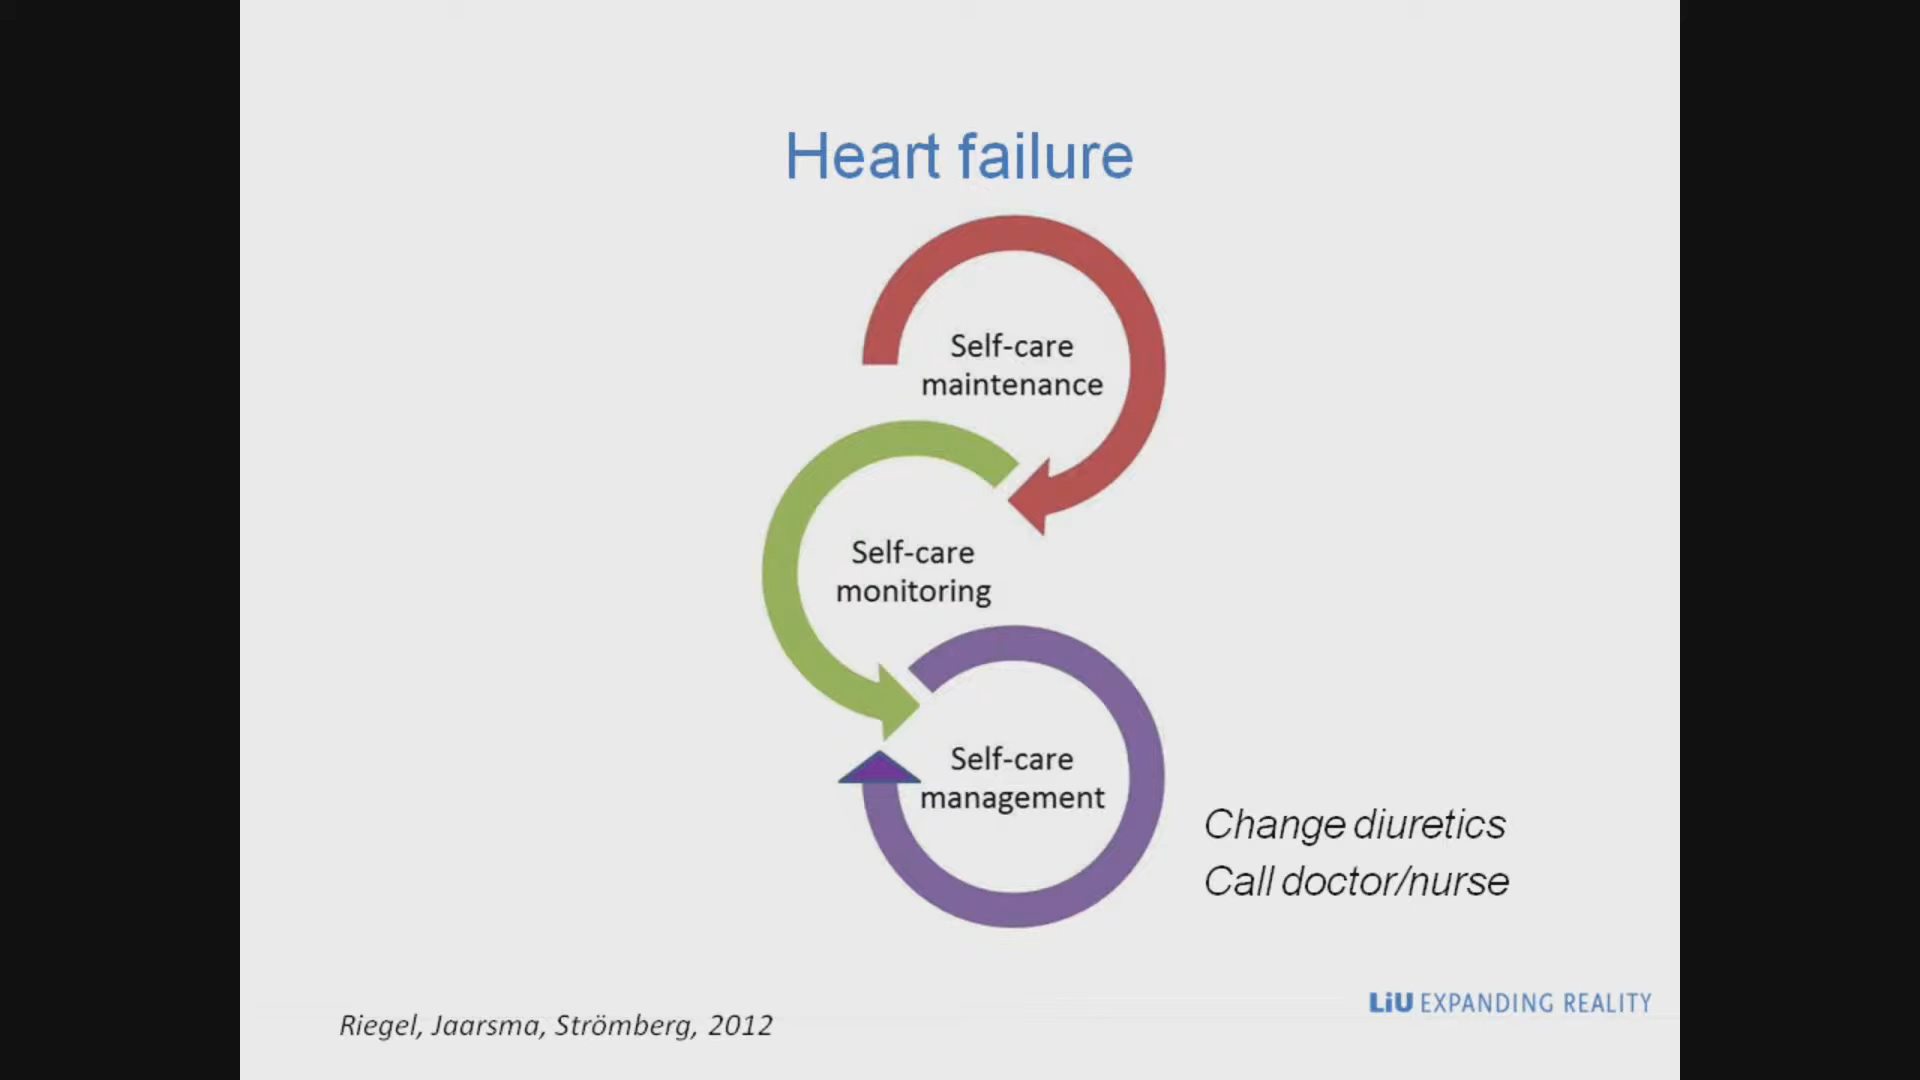 Heart failure
Self-care
maintenance
Self-care
monitoring
Self-care
management
Change diuretics
Call doctor/nurse
LiU EXPANDING REALITY
Riegel, Jaarsma, Strömberg, 2012